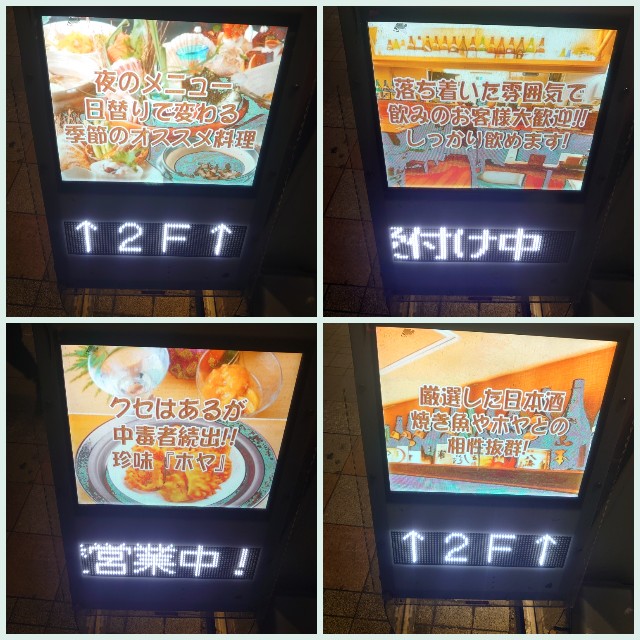 夜のメニュー
日替りで変わる
季節のオススメ料理
↑2F↑
落ち着いた雰囲気で
飲みのお客様大歓迎!!
しっかり飲めます!
付け中
クセはあるが
中毒者続出!!
珍味『ホヤ』
営業中!
厳選した日本酒
焼き魚やホヤとの
相性抜群!
↑2F↑